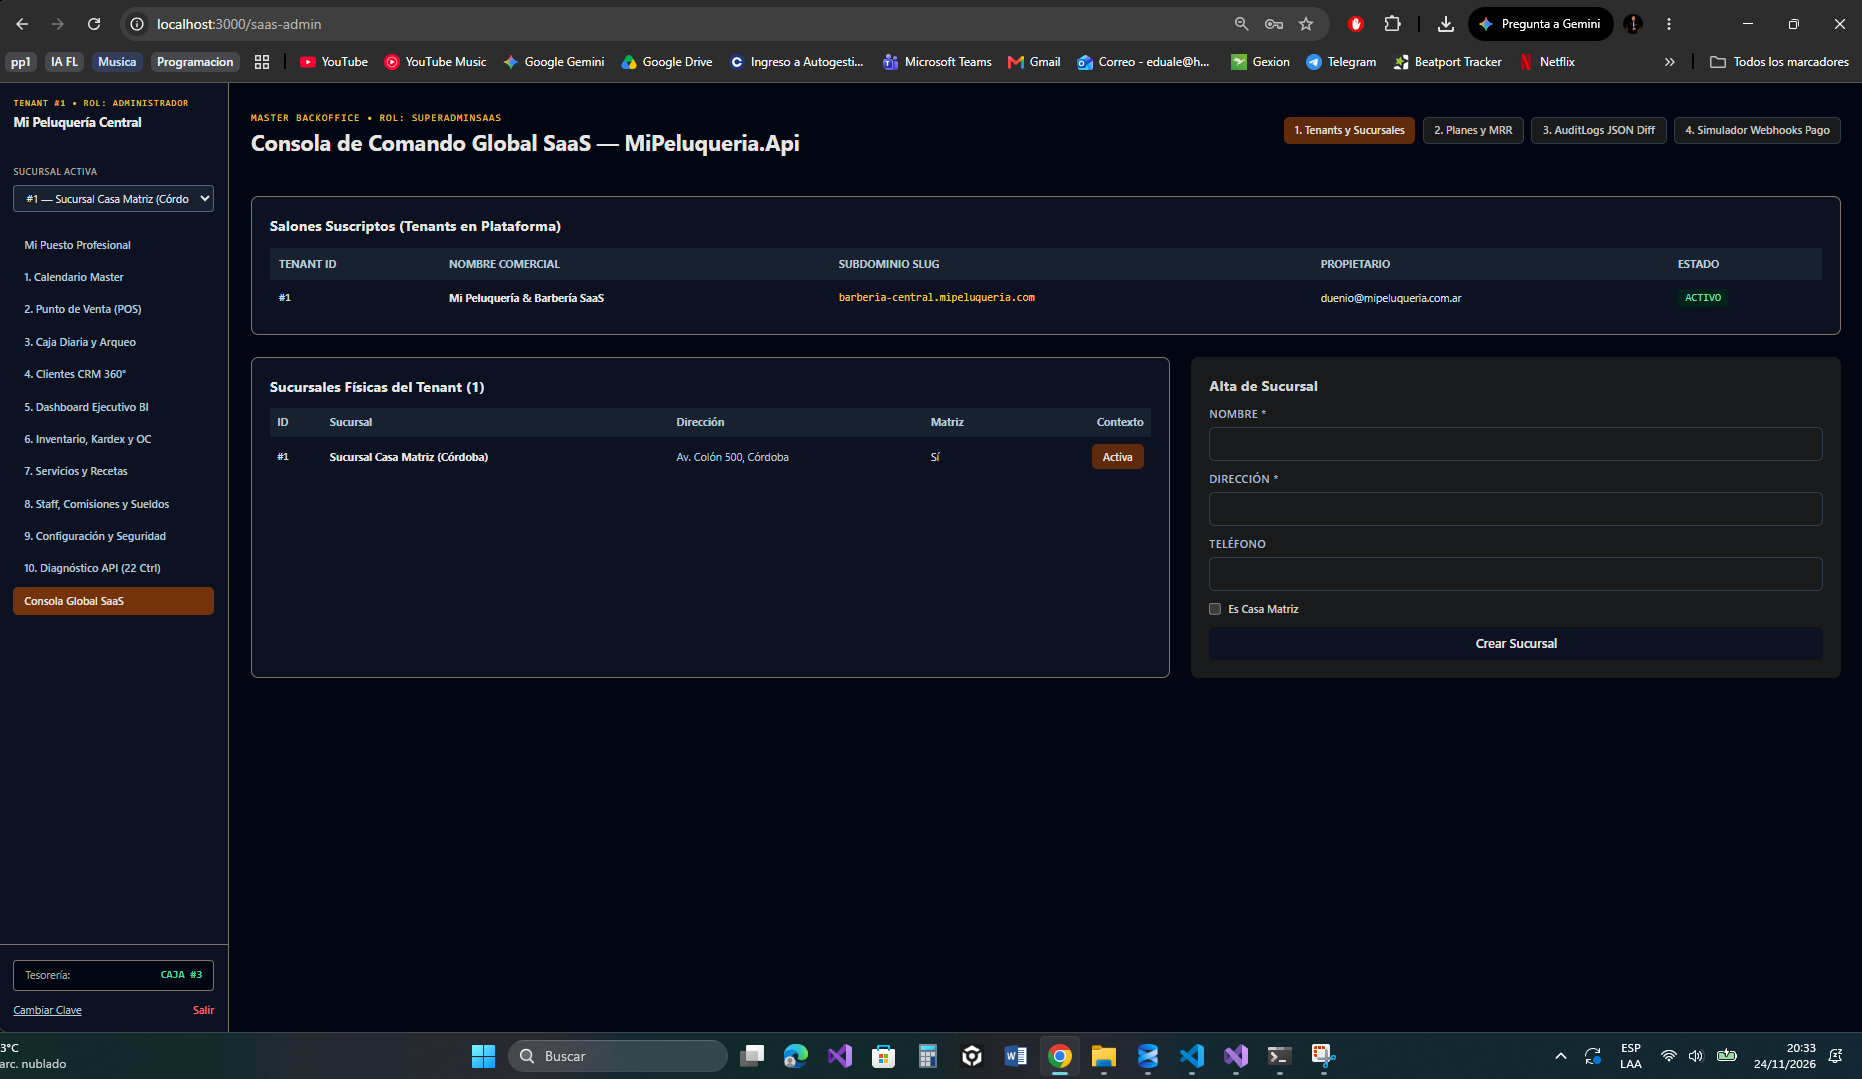 localhost:3000/saas-admin
Pregunta a Gemini
pp1
IA FL
Musica
Programacion
YouTube
YouTube Music
Google Gemini
Google Drive
Ingreso a Autogesti...
Microsoft Teams
Gmail
Correo - eduale@h...
Gexion
Telegram
Beatport Tracker
Netflix
Todos los marcadores
TENANT #1 • ROL: ADMINISTRADOR
Mi Peluquería Central
SUCURSAL ACTIVA
#1 — Sucursal Casa Matriz (Córdo
Mi Puesto Profesional
1. Calendario Master
2. Punto de Venta (POS)
3. Caja Diaria y Arqueo
4. Clientes CRM 360°
5. Dashboard Ejecutivo BI
6. Inventario, Kardex y OC
7. Servicios y Recetas
8. Staff, Comisiones y Sueldos
9. Configuración y Seguridad
10. Diagnóstico API (22 Ctrl)
Consola Global SaaS
Tesorería:
CAJA #3
Cambiar Clave
Salir
MASTER BACKOFFICE • ROL: SUPERADMINSAAS
Consola de Comando Global SaaS — MiPeluqueria.Api
1. Tenants y Sucursales
2. Planes y MRR
3. AuditLogs JSON Diff
4. Simulador Webhooks Pago
Salones Suscriptos (Tenants en Plataforma)
TENANT ID NOMBRE COMERCIAL SUBDOMINIO SLUG PROPIETARIO ESTADO
#1 Mi Peluquería & Barbería SaaS barberia-central.mipeluqueria.com duenio@mipeluqueria.com.ar ACTIVO
Sucursales Físicas del Tenant (1)
ID Sucursal Dirección Matriz Contexto
#1 Sucursal Casa Matriz (Córdoba) Av. Colón 500, Córdoba Sí Activa
Alta de Sucursal
NOMBRE *
DIRECCIÓN *
TELÉFONO
Es Casa Matriz
Crear Sucursal
3°C
arc. nublado
Buscar
ESP
LAA
20:33
24/11/2026